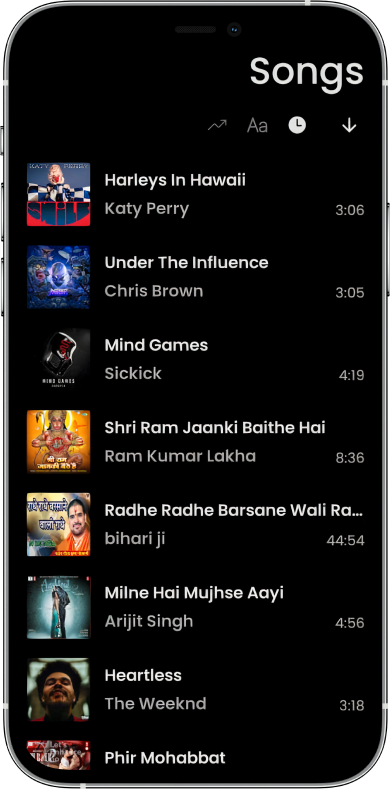 Songs
Aa
KATY PERRY
Harleys In Hawaii
Katy Perry
3:06
Under The Influence
Chris Brown
3:05
MIND GAMES
Mind Games
Sickick
4:19
श्री राम
जानकी बैठे है
Shri Ram Jaanki Baithe Hai
Ram Kumar Lakha
8:36
राधे राधे बरसाने
वाली राधे
Radhe Radhe Barsane Wali Ra...
bihari ji
44:54
Milne Hai Mujhse Aayi
Arijit Singh
4:56
Heartless
The Weeknd
3:18
Phir Mohabbat